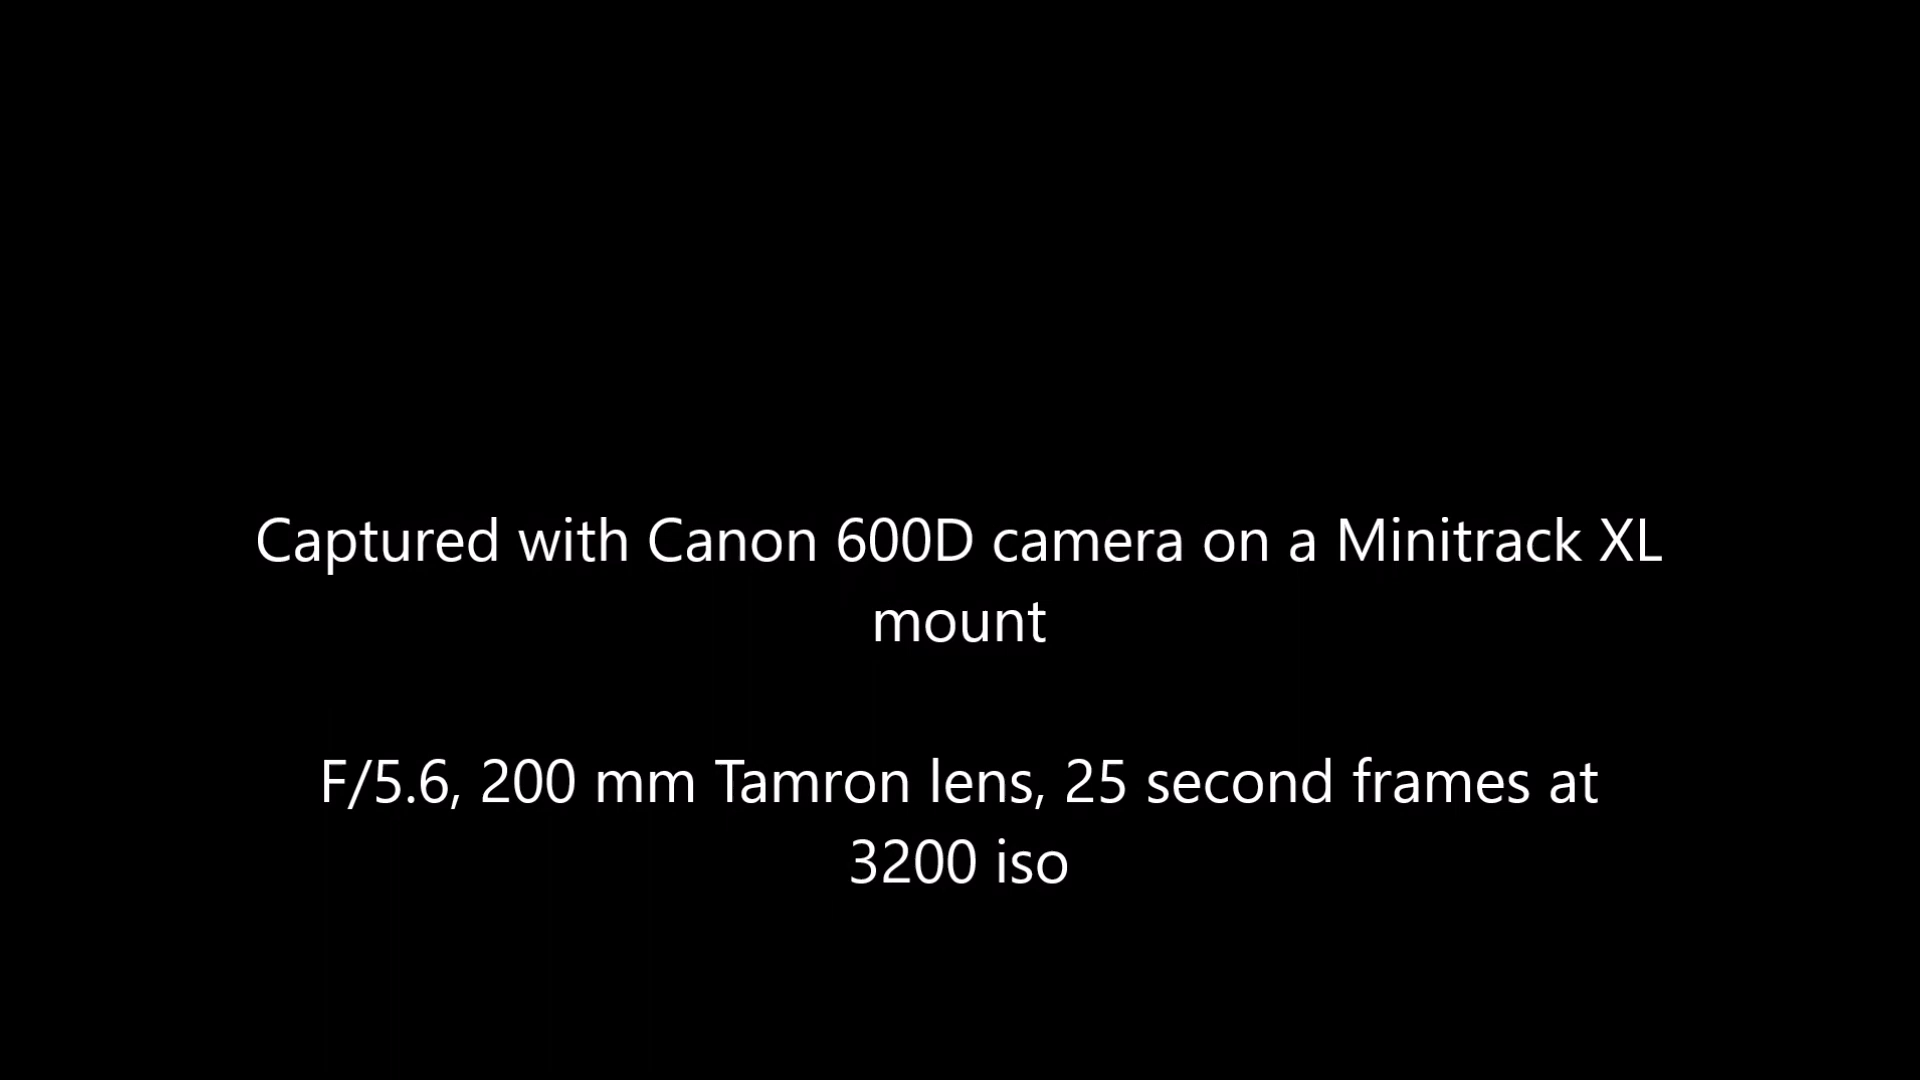 Captured with Canon 600D camera on a Minitrack XL
mount
F/5.6, 200 mm Tamron lens, 25 second frames at
3200 iso